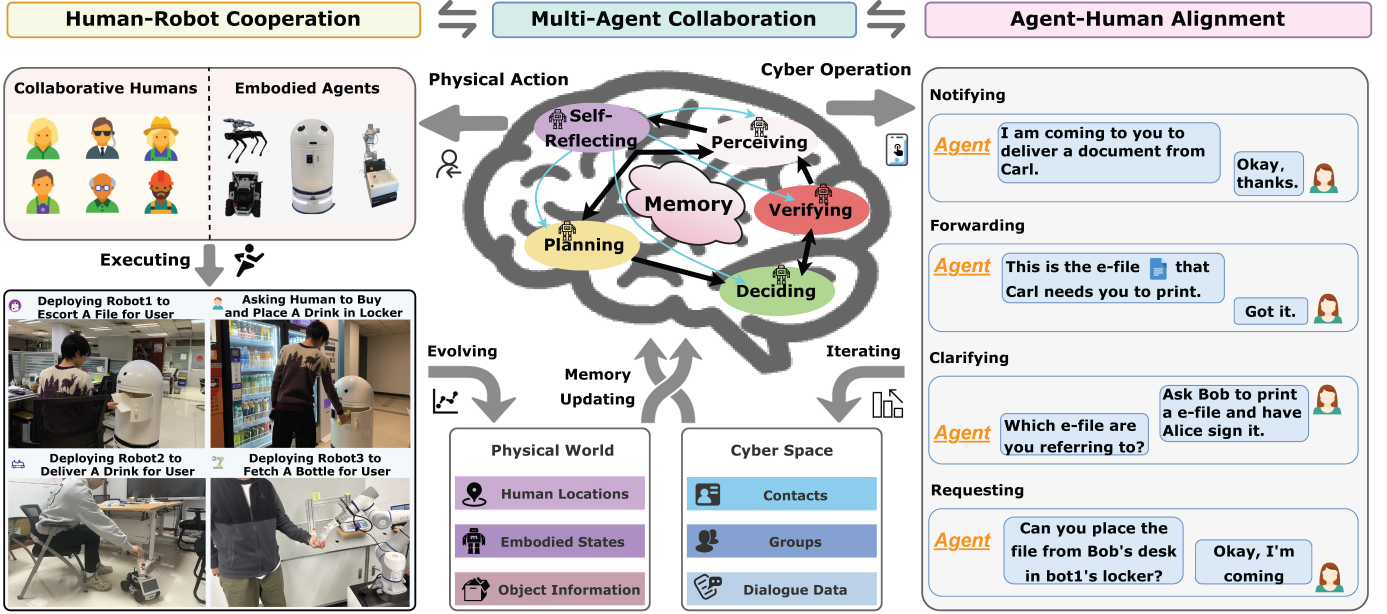 Human-Robot Cooperation
Multi-Agent Collaboration
Agent-Human Alignment
Collaborative Humans
Embodied Agents
Executing
Deploying Robot1 to
Escort A File for User
Asking Human to Buy
and Place A Drink in Locker
Deploying Robot2 to
Deliver A Drink for User
Deploying Robot3 to
Fetch A Bottle for User
Physical Action
Cyber Operation
Self-
Reflecting
Perceiving
Memory
Verifying
Planning
Deciding
Evolving
Memory
Updating
Iterating
Physical World
Human Locations
Embodied States
Object Information
Cyber Space
Contacts
Groups
Dialogue Data
Notifying
Agent
I am coming to you to
deliver a document from
Carl.
Okay,
thanks.
Forwarding
Agent
This is the e-file that
Carl needs you to print.
Got it.
Clarifying
Ask Bob to print
a e-file and have
Alice sign it.
Agent
Which e-file are
you referring to?
Requesting
Agent
Can you place the
file from Bob's desk
in bot1's locker?
Okay, I'm
coming